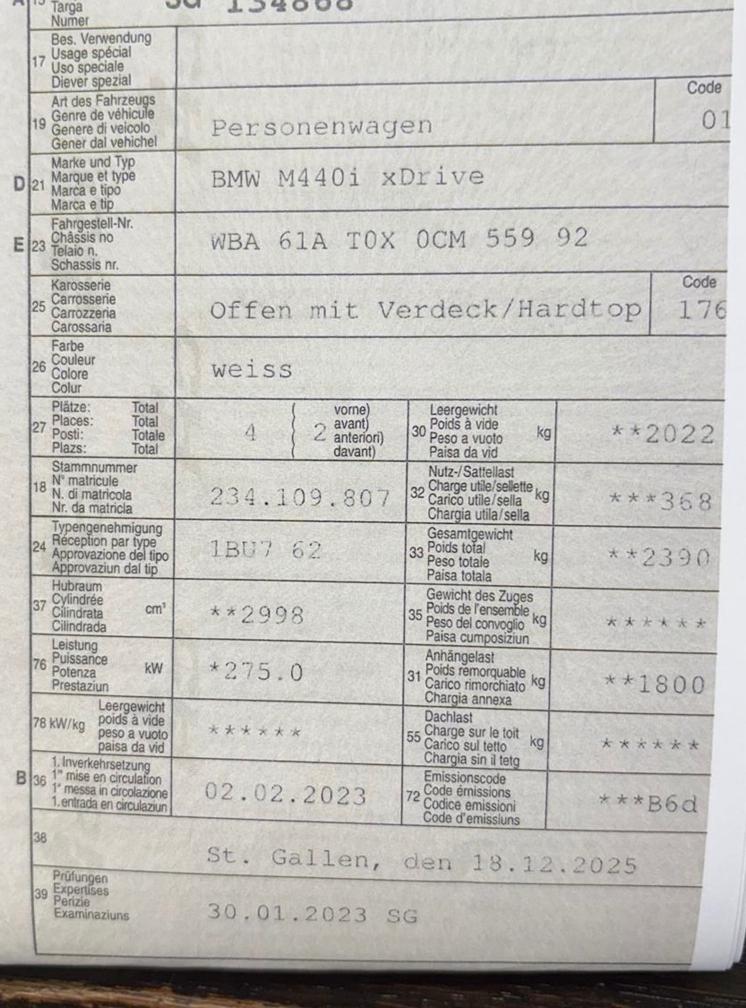 A 15 Targa
Numer
SG 134868
17 Bes. Verwendung
Usage spécial
Uso speciale
Diever spezial
19 Art des Fahrzeugs
Genre de véhicule
Genere di veicolo
Gener dal vehichel
Personenwagen
Code
01
D 21 Marke und Typ
Marque et type
Marca e tipo
Marca e tip
BMW M440i xDrive
E 23 Fahrgestell-Nr.
Châssis no
Telaio n.
Schassis nr.
WBA 61A T0X 0CM 559 92
25 Karosserie
Carrosserie
Carrozzeria
Carossaria
Offen mit Verdeck/Hardtop
Code
176
26 Farbe
Couleur
Colore
Colur
weiss
27 Plätze: Total
Places: Total
Posti: Totale
Plazs: Total
4 2
vorne)
avant)
anteriori)
davant)
30 Leergewicht
Poids à vide
Peso a vuoto
Paisa da vid
kg
**2022
18 Stammnummer
N° matricule
N. di matricola
Nr. da matricla
234.109.807
32 Nutz-/Sattellast
Charge utile/sellette
Carico utile/sella
Chargia utila/sella
kg
***368
24 Typengenehmigung
Réception par type
Approvazione del tipo
Approvaziun dal tip
1BU7 62
33 Gesamtgewicht
Poids total
Peso totale
Paisa totala
kg
**2390
37 Hubraum
Cylindrée
Cilindrata
Cilindrada
cm³
**2998
35 Gewicht des Zuges
Poids de l'ensemble
Peso del convoglio
Paisa cumposiziun
kg
******
76 Leistung
Puissance
Potenza
Prestaziun
kW
*275.0
31 Anhängelast
Poids remorquable
Carico rimorchiato
Chargia annexa
kg
**1800
78 kW/kg Leergewicht
poids à vide
peso a vuoto
paisa da vid
******
55 Dachlast
Charge sur le toit
Carico sul tetto
Chargia sin il tetg
kg
******
B 36 1. Inverkehrsetzung
1re mise en circulation
1a messa in circolazione
1. entrada en circulaziun
02.02.2023
72 Emissionscode
Code émissions
Codice emissioni
Code d'emissiuns
***B6d
38
St. Gallen, den 18.12.2025
39 Prüfungen
Expertises
Perizie
Examinaziuns
30.01.2023 SG